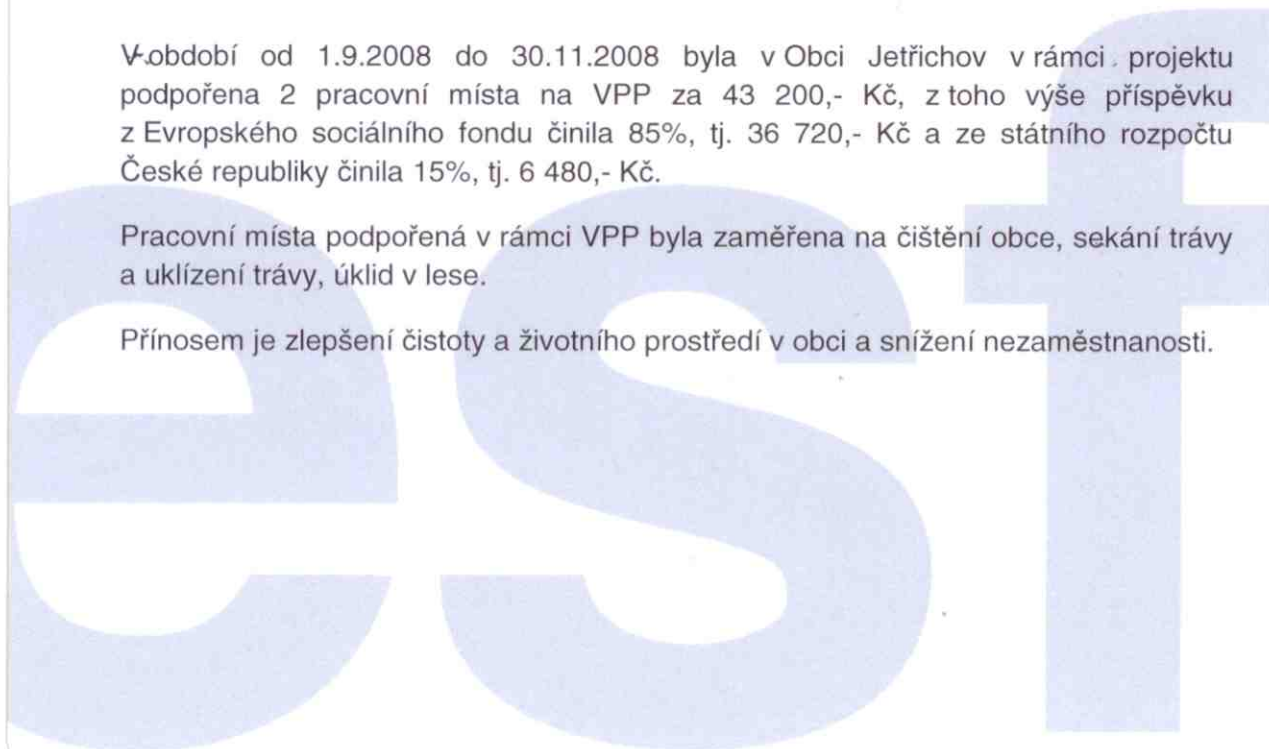 V období od 1.9.2008 do 30.11.2008 byla v Obci Jetřichov v rámci projektu
podpořena 2 pracovní místa na VPP za 43 200,- Kč, z toho výše příspěvku
z Evropského sociálního fondu činila 85%, tj. 36 720,- Kč a ze státního rozpočtu
České republiky činila 15%, tj. 6 480,- Kč.
Pracovní místa podpořená v rámci VPP byla zaměřena na čištění obce, sekání trávy
a uklízení trávy, úklid v lese.
Přínosem je zlepšení čistoty a životního prostředí v obci a snížení nezaměstnanosti.
esf